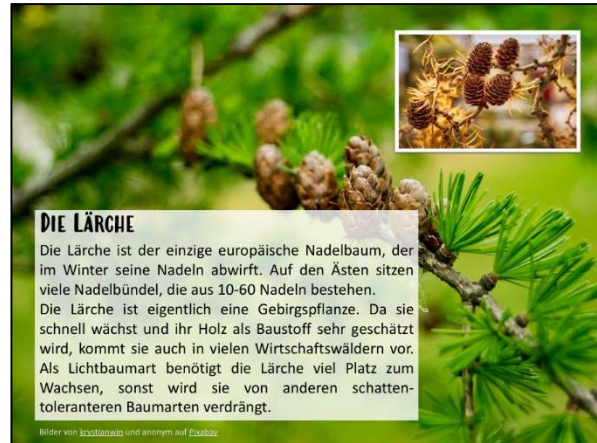 DIE LÄRCHE
Die Lärche ist der einzige europäische Nadelbaum, der
im Winter seine Nadeln abwirft. Auf den Ästen sitzen
viele Nadelbündel, die aus 10-60 Nadeln bestehen.
Die Lärche ist eigentlich eine Gebirgspflanze. Da sie
schnell wächst und ihr Holz als Baustoff sehr geschätzt
wird, kommt sie auch in vielen Wirtschaftswäldern vor.
Als Lichtbaumart benötigt die Lärche viel Platz zum
Wachsen, sonst wird sie von anderen schatten-
toleranteren Baumarten verdrängt.
Bilder von krystianwin und anonym auf Pixabay